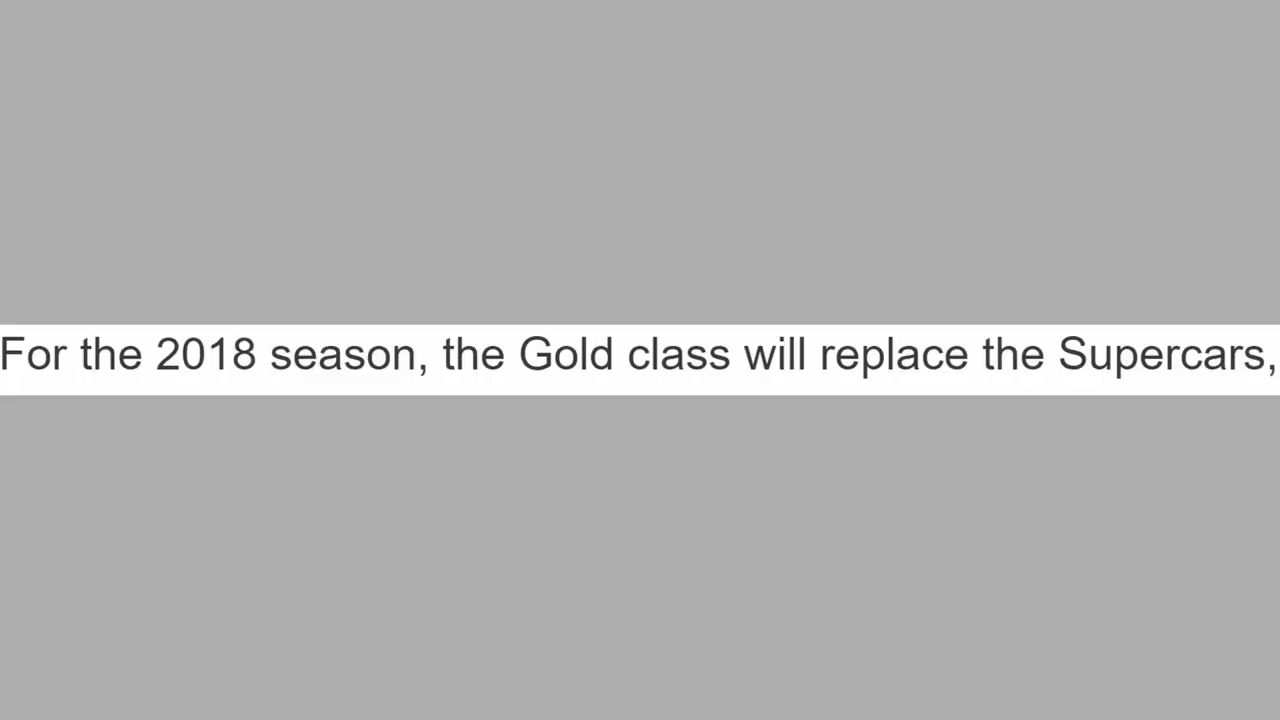 For the 2018 season, the Gold class will replace the Supercars,